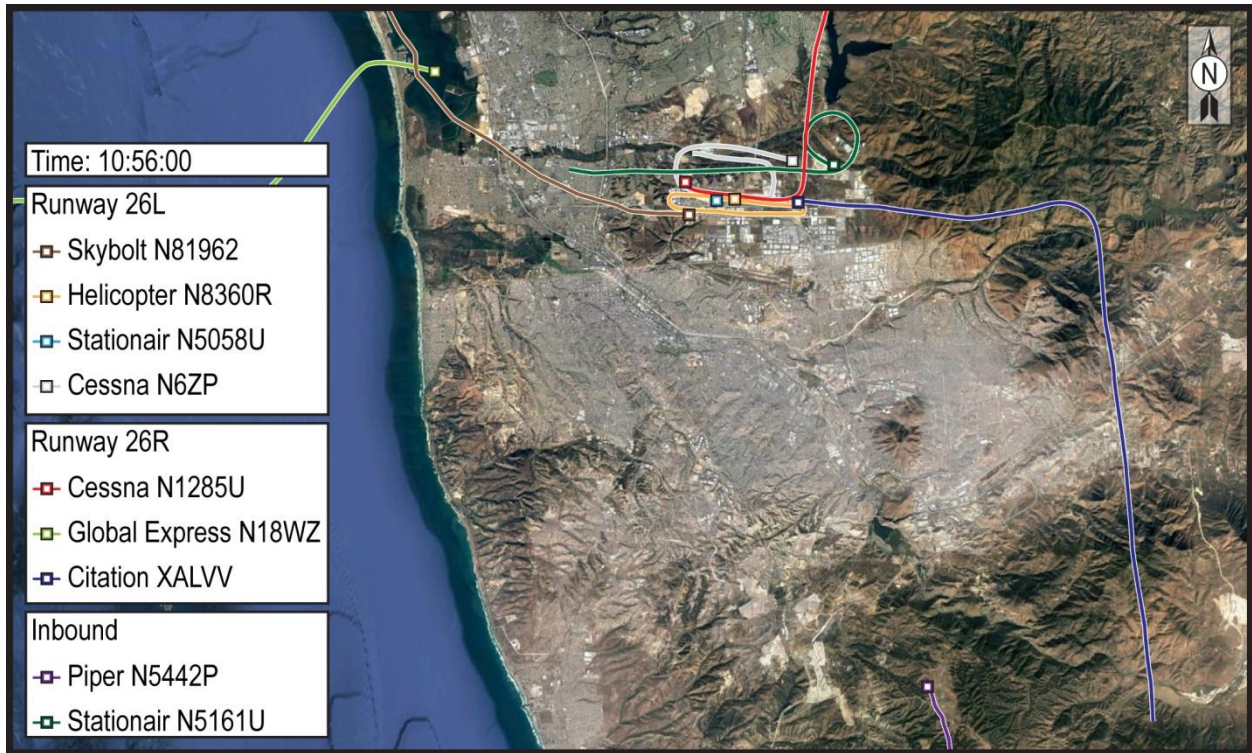 N
Time: 10:56:00
Runway 26L
Skybolt N81962
Helicopter N8360R
Stationair N5058U
Cessna N6ZP
Runway 26R
Cessna N1285U
Global Express N18WZ
Citation XALVV
Inbound
Piper N5442P
Stationair N5161U